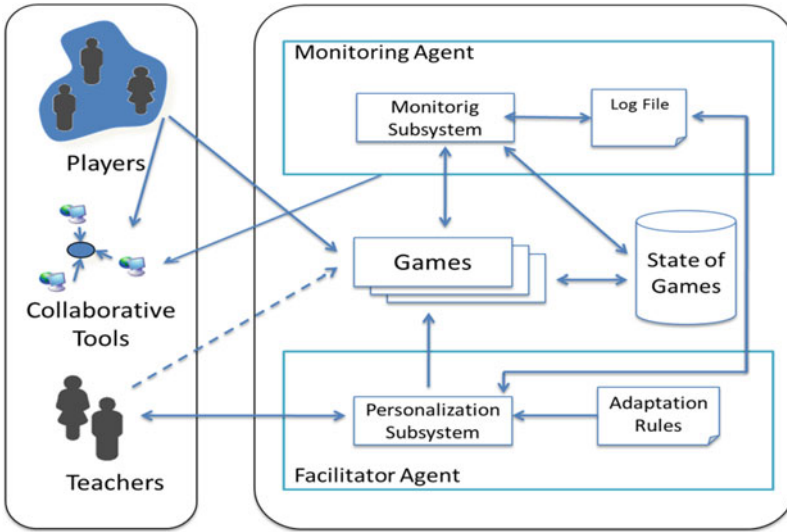 Players
Collaborative
Tools
Teachers
Monitoring Agent
Monitorig
Subsystem
Log File
Games
State of
Games
Personalization
Subsystem
Adaptation
Rules
Facilitator Agent